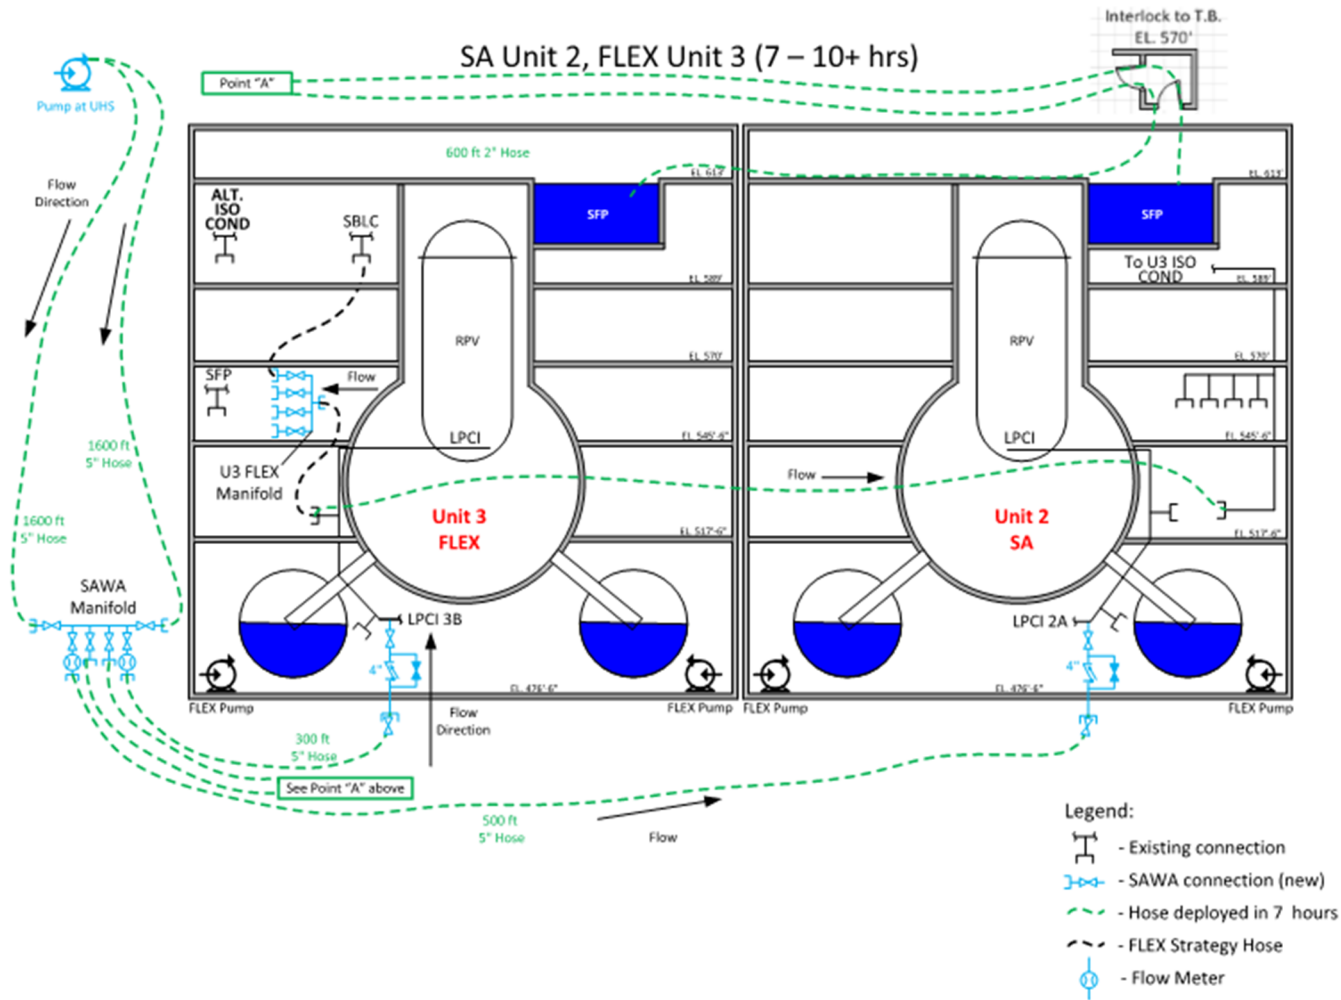 Interlock to T.B.
EL. 570'
SA Unit 2, FLEX Unit 3 (7 – 10+ hrs)
Point "A"
Pump at UHS
600 ft 2" Hose
EL. 613'
EL. 613'
Flow
Direction
ALT.
ISO
COND
SBLC
SFP
SFP
To U3 ISO
COND
EL. 589'
EL. 589'
RPV
RPV
EL. 570'
EL. 570'
SFP
Flow
LPCI
LPCI
EL. 545'-6"
EL. 545'-6"
1600 ft
5" Hose
U3 FLEX
Manifold
Flow
1600 ft
5" Hose
Unit 3
FLEX
Unit 2
SA
EL. 517'-6"
EL. 517'-6"
SAWA
Manifold
LPCI 3B
LPCI 2A
4"
4"
EL. 476'-6"
EL. 476'-6"
FLEX Pump
FLEX Pump
FLEX Pump
FLEX Pump
Flow
Direction
300 ft
5" Hose
See Point "A" above
500 ft
5" Hose
Flow
Legend:
- Existing connection
- SAWA connection (new)
- Hose deployed in 7 hours
- FLEX Strategy Hose
- Flow Meter